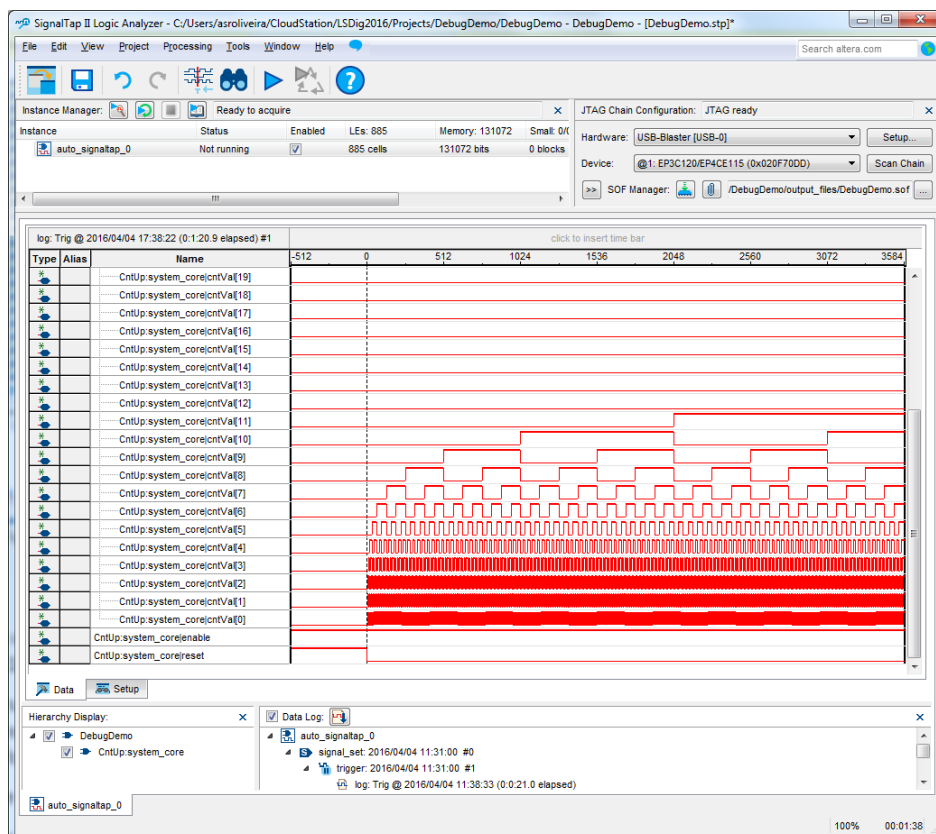 SignalTap II Logic Analyzer - C:/Users/asroliveira/CloudStation/LSDig2016/Projects/DebugDemo/DebugDemo - DebugDemo - [DebugDemo.stp]*
File Edit View Project Processing Tools Window Help
Search altera.com
Instance Manager: Ready to acquire
JTAG Chain Configuration: JTAG ready
Instance Status Enabled LEs: 885 Memory: 131072 Small: 0/0
auto_signaltap_0 Not running 885 cells 131072 bits 0 blocks
Hardware: USB-Blaster [USB-0] Setup...
Device: @1: EP3C120/EP4CE115 (0x020F70DD) Scan Chain
>> SOF Manager: /DebugDemo/output_files/DebugDemo.sof ...
log: Trig @ 2016/04/04 17:38:22 (0:1:20.9 elapsed) #1 click to insert time bar
Type Alias Name -512 0 512 1024 1536 2048 2560 3072 3584
CntUp:system_core|cntVal[19]
CntUp:system_core|cntVal[18]
CntUp:system_core|cntVal[17]
CntUp:system_core|cntVal[16]
CntUp:system_core|cntVal[15]
CntUp:system_core|cntVal[14]
CntUp:system_core|cntVal[13]
CntUp:system_core|cntVal[12]
CntUp:system_core|cntVal[11]
CntUp:system_core|cntVal[10]
CntUp:system_core|cntVal[9]
CntUp:system_core|cntVal[8]
CntUp:system_core|cntVal[7]
CntUp:system_core|cntVal[6]
CntUp:system_core|cntVal[5]
CntUp:system_core|cntVal[4]
CntUp:system_core|cntVal[3]
CntUp:system_core|cntVal[2]
CntUp:system_core|cntVal[1]
CntUp:system_core|cntVal[0]
CntUp:system_core|enable
CntUp:system_core|reset
Data Setup
Hierarchy Display:
DebugDemo
CntUp:system_core
Data Log:
auto_signaltap_0
signal_set: 2016/04/04 11:31:00 #0
trigger: 2016/04/04 11:31:00 #1
log: Trig @ 2016/04/04 11:38:33 (0:0:21.0 elapsed)
auto_signaltap_0
100% 00:01:38